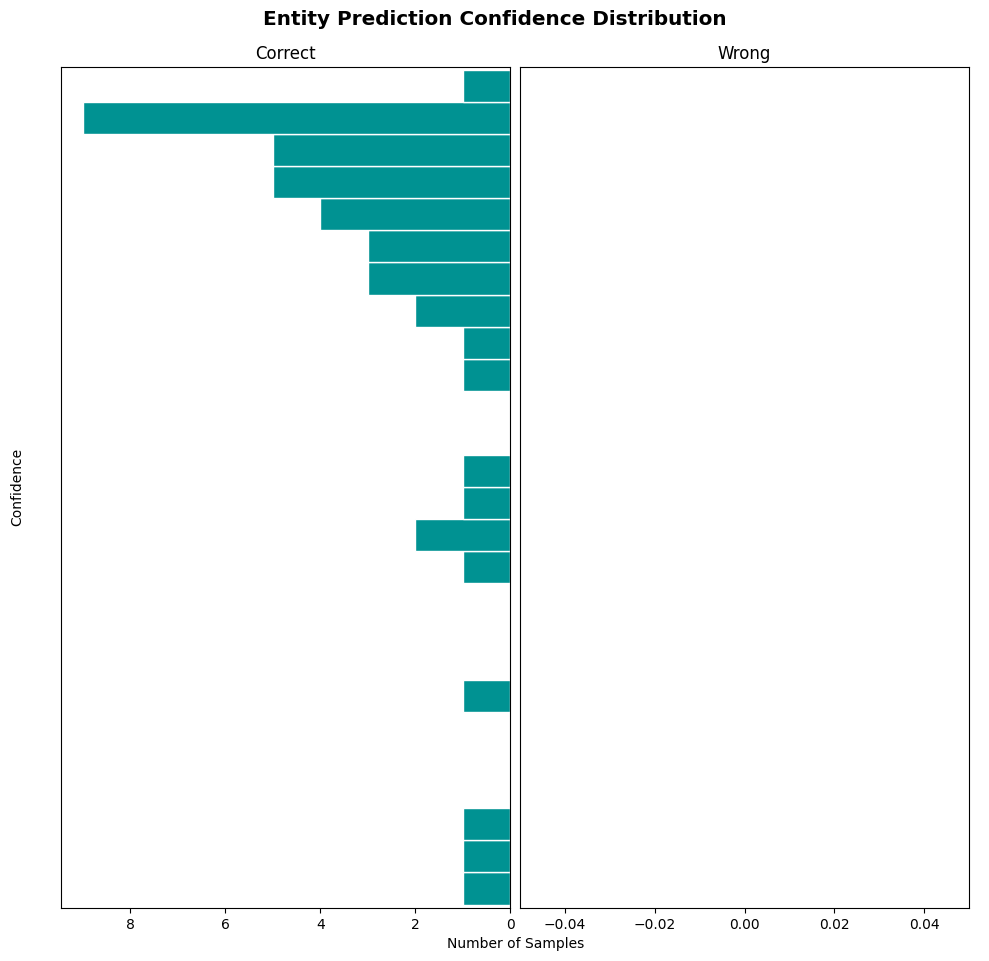 Entity Prediction Confidence Distribution
Correct
Wrong
Confidence
8 6 4 2 0
−0.04 −0.02 0.00 0.02 0.04
Number of Samples